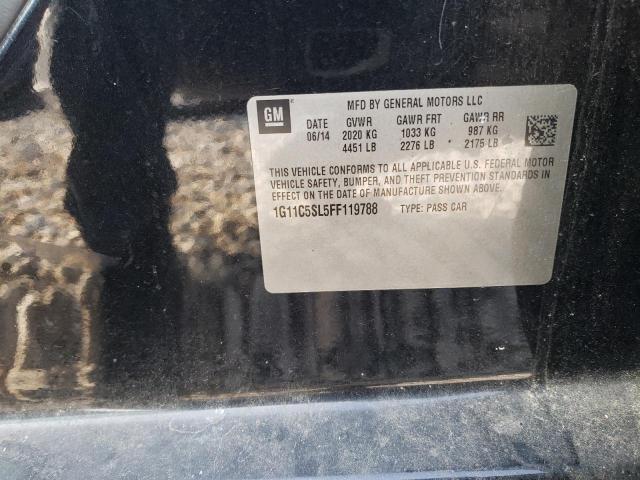 GM
MFD BY GENERAL MOTORS LLC
DATE GVWR GAWR FRT GAWR RR
06/14 2020 KG 1033 KG 987 KG
4451 LB 2276 LB 2175 LB
THIS VEHICLE CONFORMS TO ALL APPLICABLE U.S. FEDERAL MOTOR
VEHICLE SAFETY, BUMPER, AND THEFT PREVENTION STANDARDS IN
EFFECT ON THE DATE OF MANUFACTURE SHOWN ABOVE.
1G11C5SL5FF119788 TYPE: PASS CAR